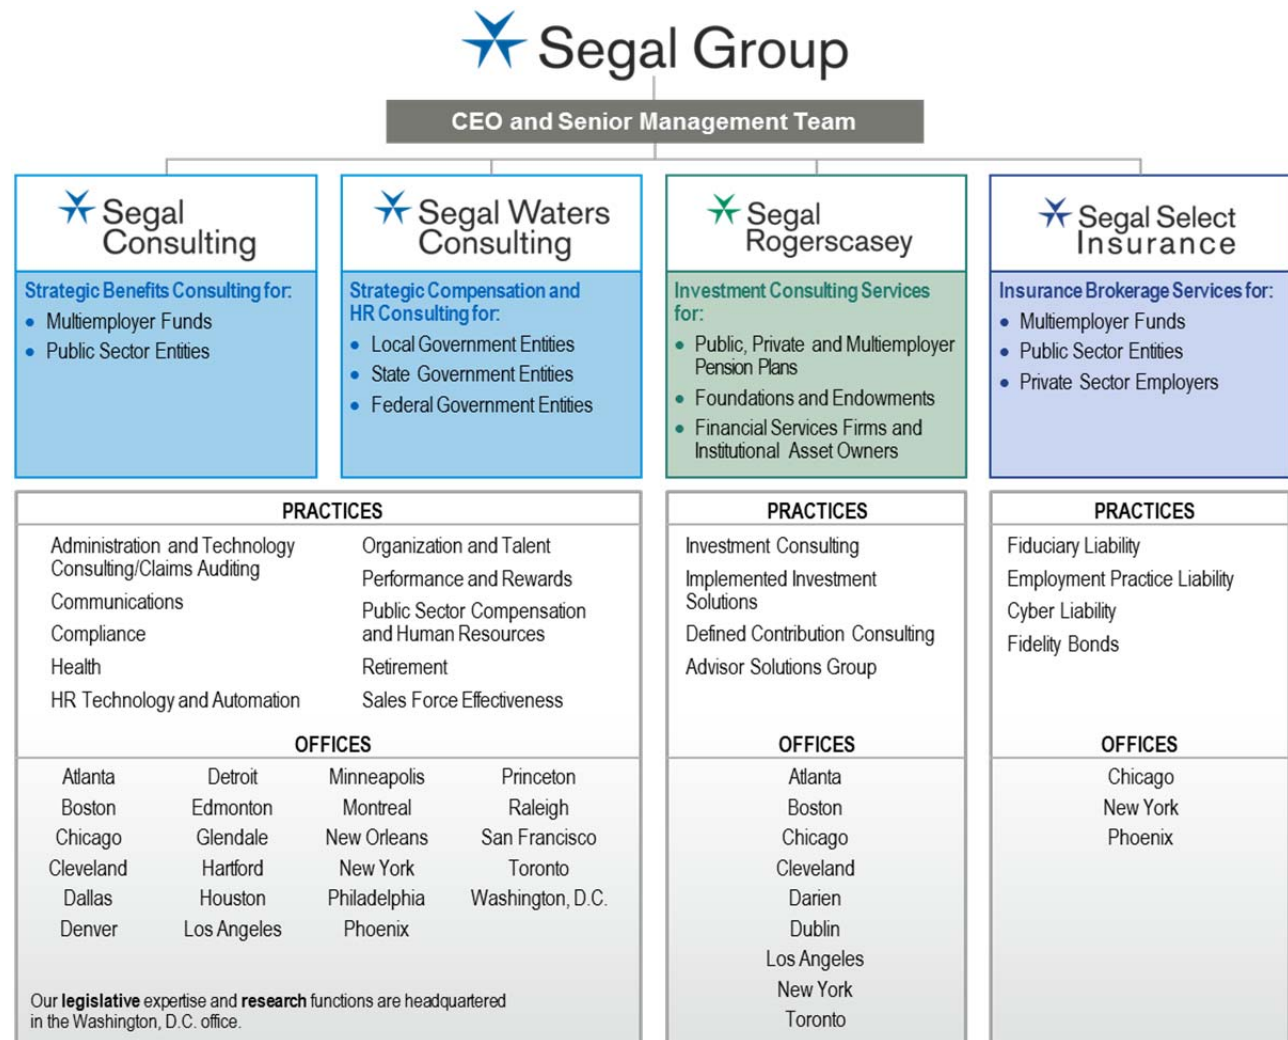 Segal Group
CEO and Senior Management Team
Segal
Consulting
Strategic Benefits Consulting for:
• Multiemployer Funds
• Public Sector Entities
Segal Waters
Consulting
Strategic Compensation and
HR Consulting for:
• Local Government Entities
• State Government Entities
• Federal Government Entities
Segal
Rogerscasey
Investment Consulting Services
for:
• Public, Private and Multiemployer
Pension Plans
• Foundations and Endowments
• Financial Services Firms and
Institutional Asset Owners
Segal Select
Insurance
Insurance Brokerage Services for:
• Multiemployer Funds
• Public Sector Entities
• Private Sector Employers
PRACTICES
Administration and Technology
Consulting/Claims Auditing
Communications
Compliance
Health
HR Technology and Automation
Organization and Talent
Performance and Rewards
Public Sector Compensation
and Human Resources
Retirement
Sales Force Effectiveness
OFFICES
Atlanta
Boston
Chicago
Cleveland
Dallas
Denver
Detroit
Edmonton
Glendale
Hartford
Houston
Los Angeles
Minneapolis
Montreal
New Orleans
New York
Philadelphia
Phoenix
Princeton
Raleigh
San Francisco
Toronto
Washington, D.C.
Our legislative expertise and research functions are headquartered
in the Washington, D.C. office.
PRACTICES
Investment Consulting
Implemented Investment
Solutions
Defined Contribution Consulting
Advisor Solutions Group
OFFICES
Atlanta
Boston
Chicago
Cleveland
Darien
Dublin
Los Angeles
New York
Toronto
PRACTICES
Fiduciary Liability
Employment Practice Liability
Cyber Liability
Fidelity Bonds
OFFICES
Chicago
New York
Phoenix